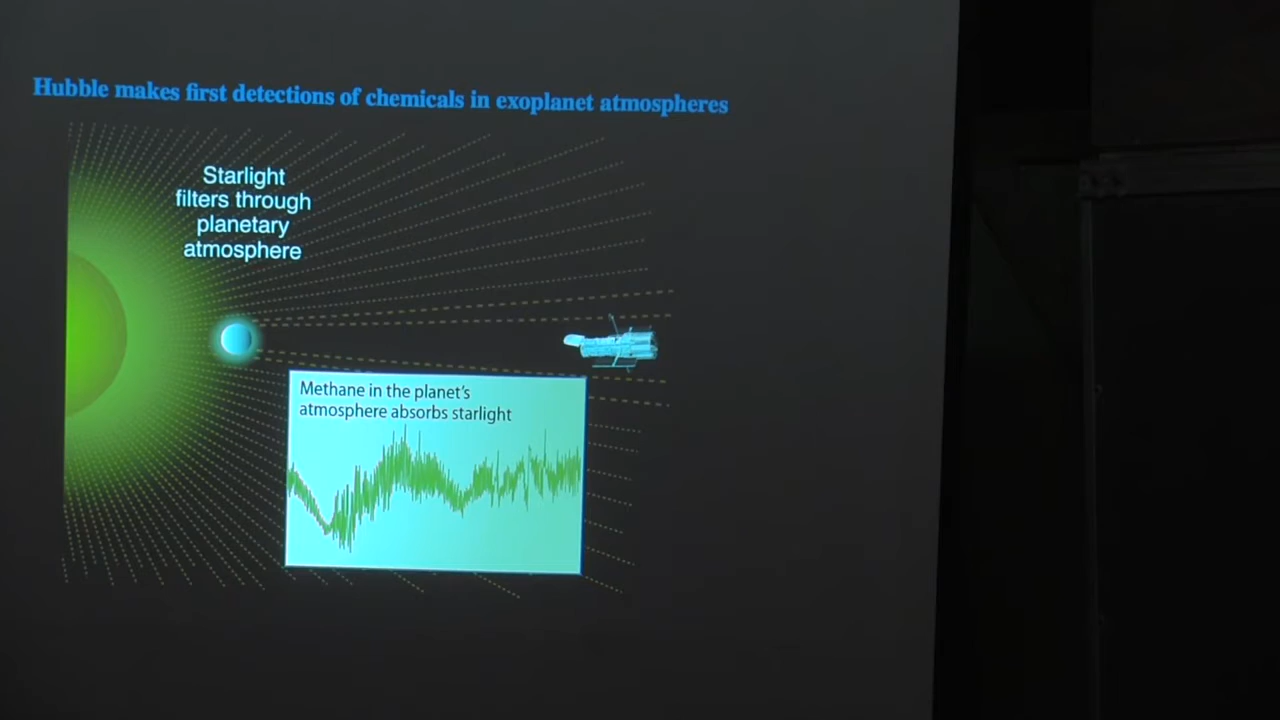 Hubble makes first detections of chemicals in exoplanet atmospheres
Starlight
filters through
planetary
atmosphere
Methane in the planet's
atmosphere absorbs starlight